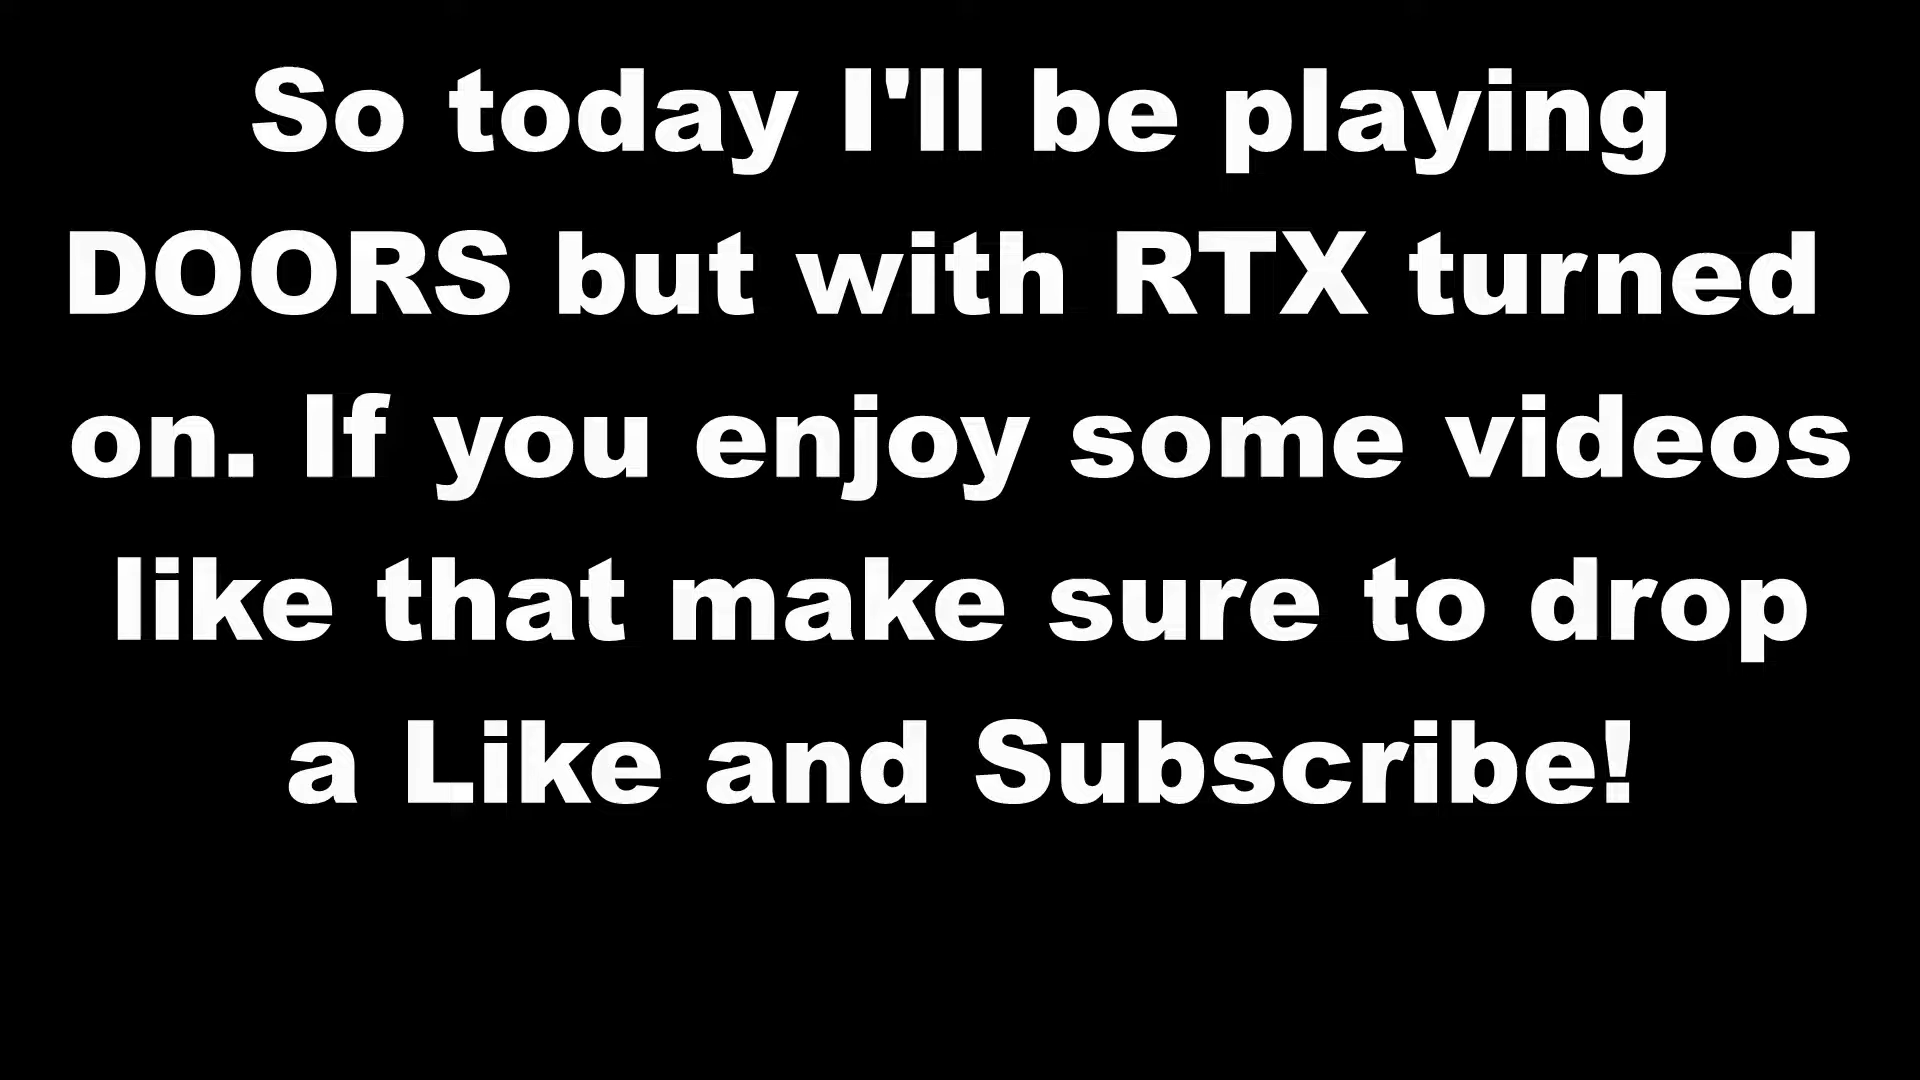 So today I'll be playing
DOORS but with RTX turned
on. If you enjoy some videos
like that make sure to drop
a Like and Subscribe!